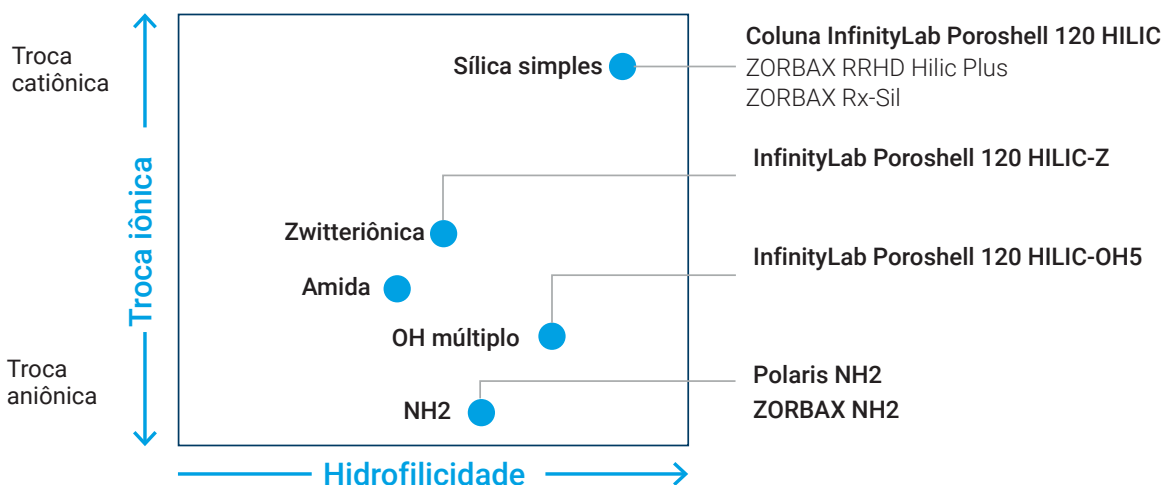 Troca
catiônica
Troca iônica
Troca
aniônica
Sílica simples
Zwitteriônica
Amida
OH múltiplo
NH2
Hidrofilicidade
Coluna InfinityLab Poroshell 120 HILIC
ZORBAX RRHD Hilic Plus
ZORBAX Rx-Sil
InfinityLab Poroshell 120 HILIC-Z
InfinityLab Poroshell 120 HILIC-OH5
Polaris NH2
ZORBAX NH2